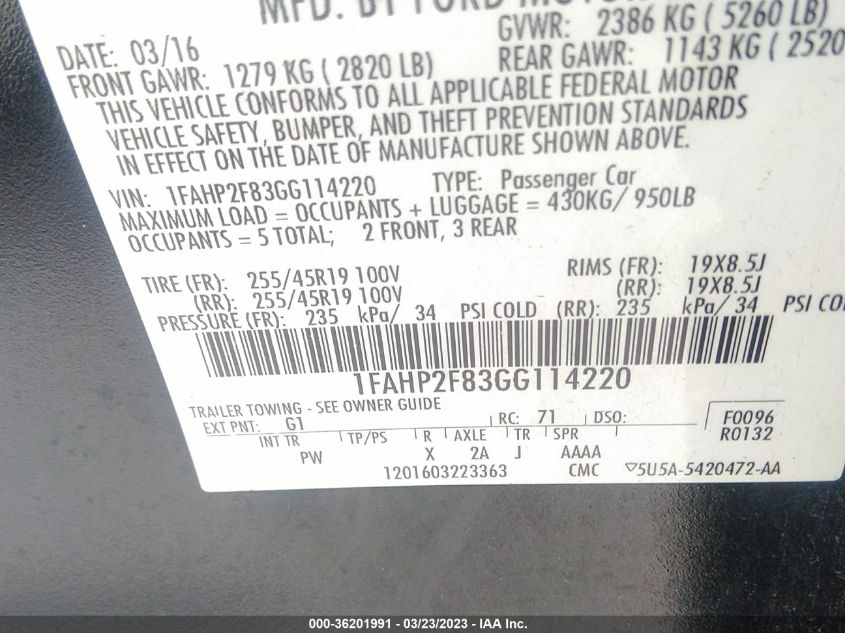 MFD. BY FORD MOTOR
DATE: 03/16 GVWR: 2386 KG ( 5260 LB)
FRONT GAWR: 1279 KG ( 2820 LB) REAR GAWR: 1143 KG ( 2520
THIS VEHICLE CONFORMS TO ALL APPLICABLE FEDERAL MOTOR
VEHICLE SAFETY, BUMPER, AND THEFT PREVENTION STANDARDS
IN EFFECT ON THE DATE OF MANUFACTURE SHOWN ABOVE.
VIN: 1FAHP2F83GG114220 TYPE: Passenger Car
MAXIMUM LOAD = OCCUPANTS + LUGGAGE = 430KG/ 950LB
OCCUPANTS = 5 TOTAL; 2 FRONT, 3 REAR
TIRE (FR): 255/45R19 100V RIMS (FR): 19X8.5J
(RR): 255/45R19 100V (RR): 19X8.5J
PRESSURE (FR): 235 kPa/ 34 PSI COLD (RR): 235 kPa/ 34 PSI COL
1FAHP2F83GG114220
TRAILER TOWING - SEE OWNER GUIDE
EXT PNT: G1 RC: 71 DSO: F0096
INT TR TP/PS R AXLE TR SPR R0132
PW X 2A J AAAA
1201603223363 CMC ▽5U5A-5420472-AA
000-36201991 - 03/23/2023 - IAA Inc.